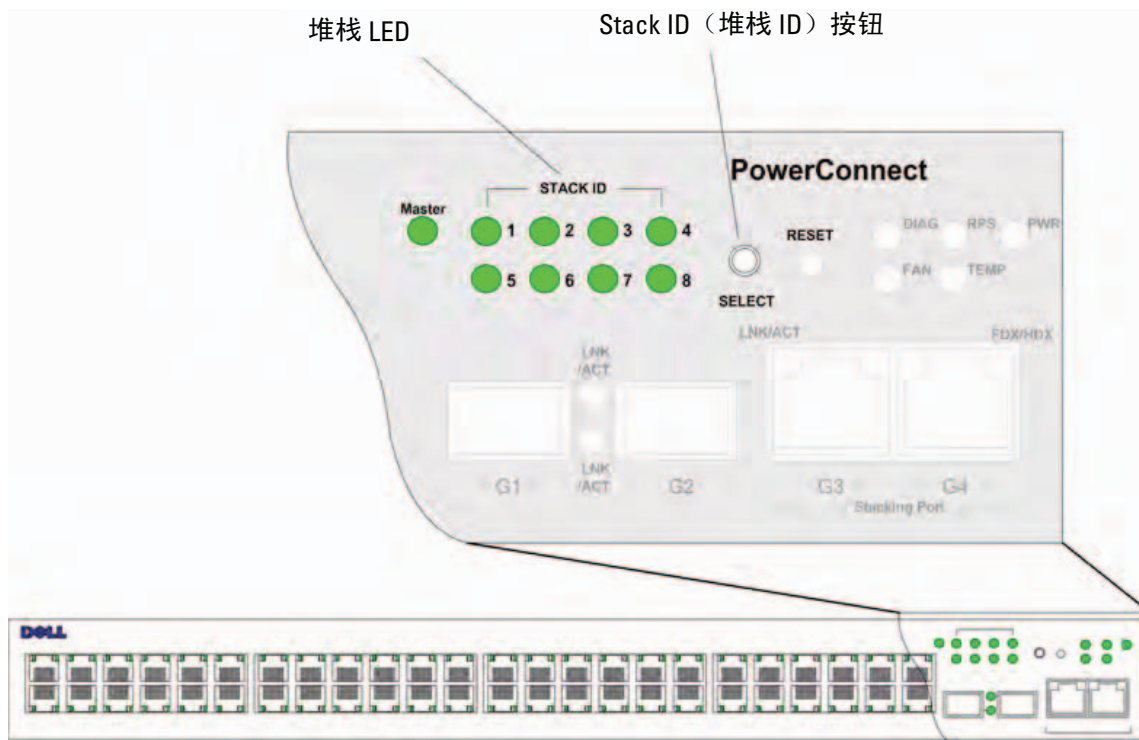 堆栈 LED
Stack ID（堆栈 ID）按钮
PowerConnect
STACK ID
Master
1 2 3 4
RESET
DIAG RPS PWR
5 6 7 8
FAN TEMP
SELECT
LNK/ACT
FDX/HDX
LNK
/ACT
LNK
/ACT
G1
G2
G3
G4
Stacking Port
DELL